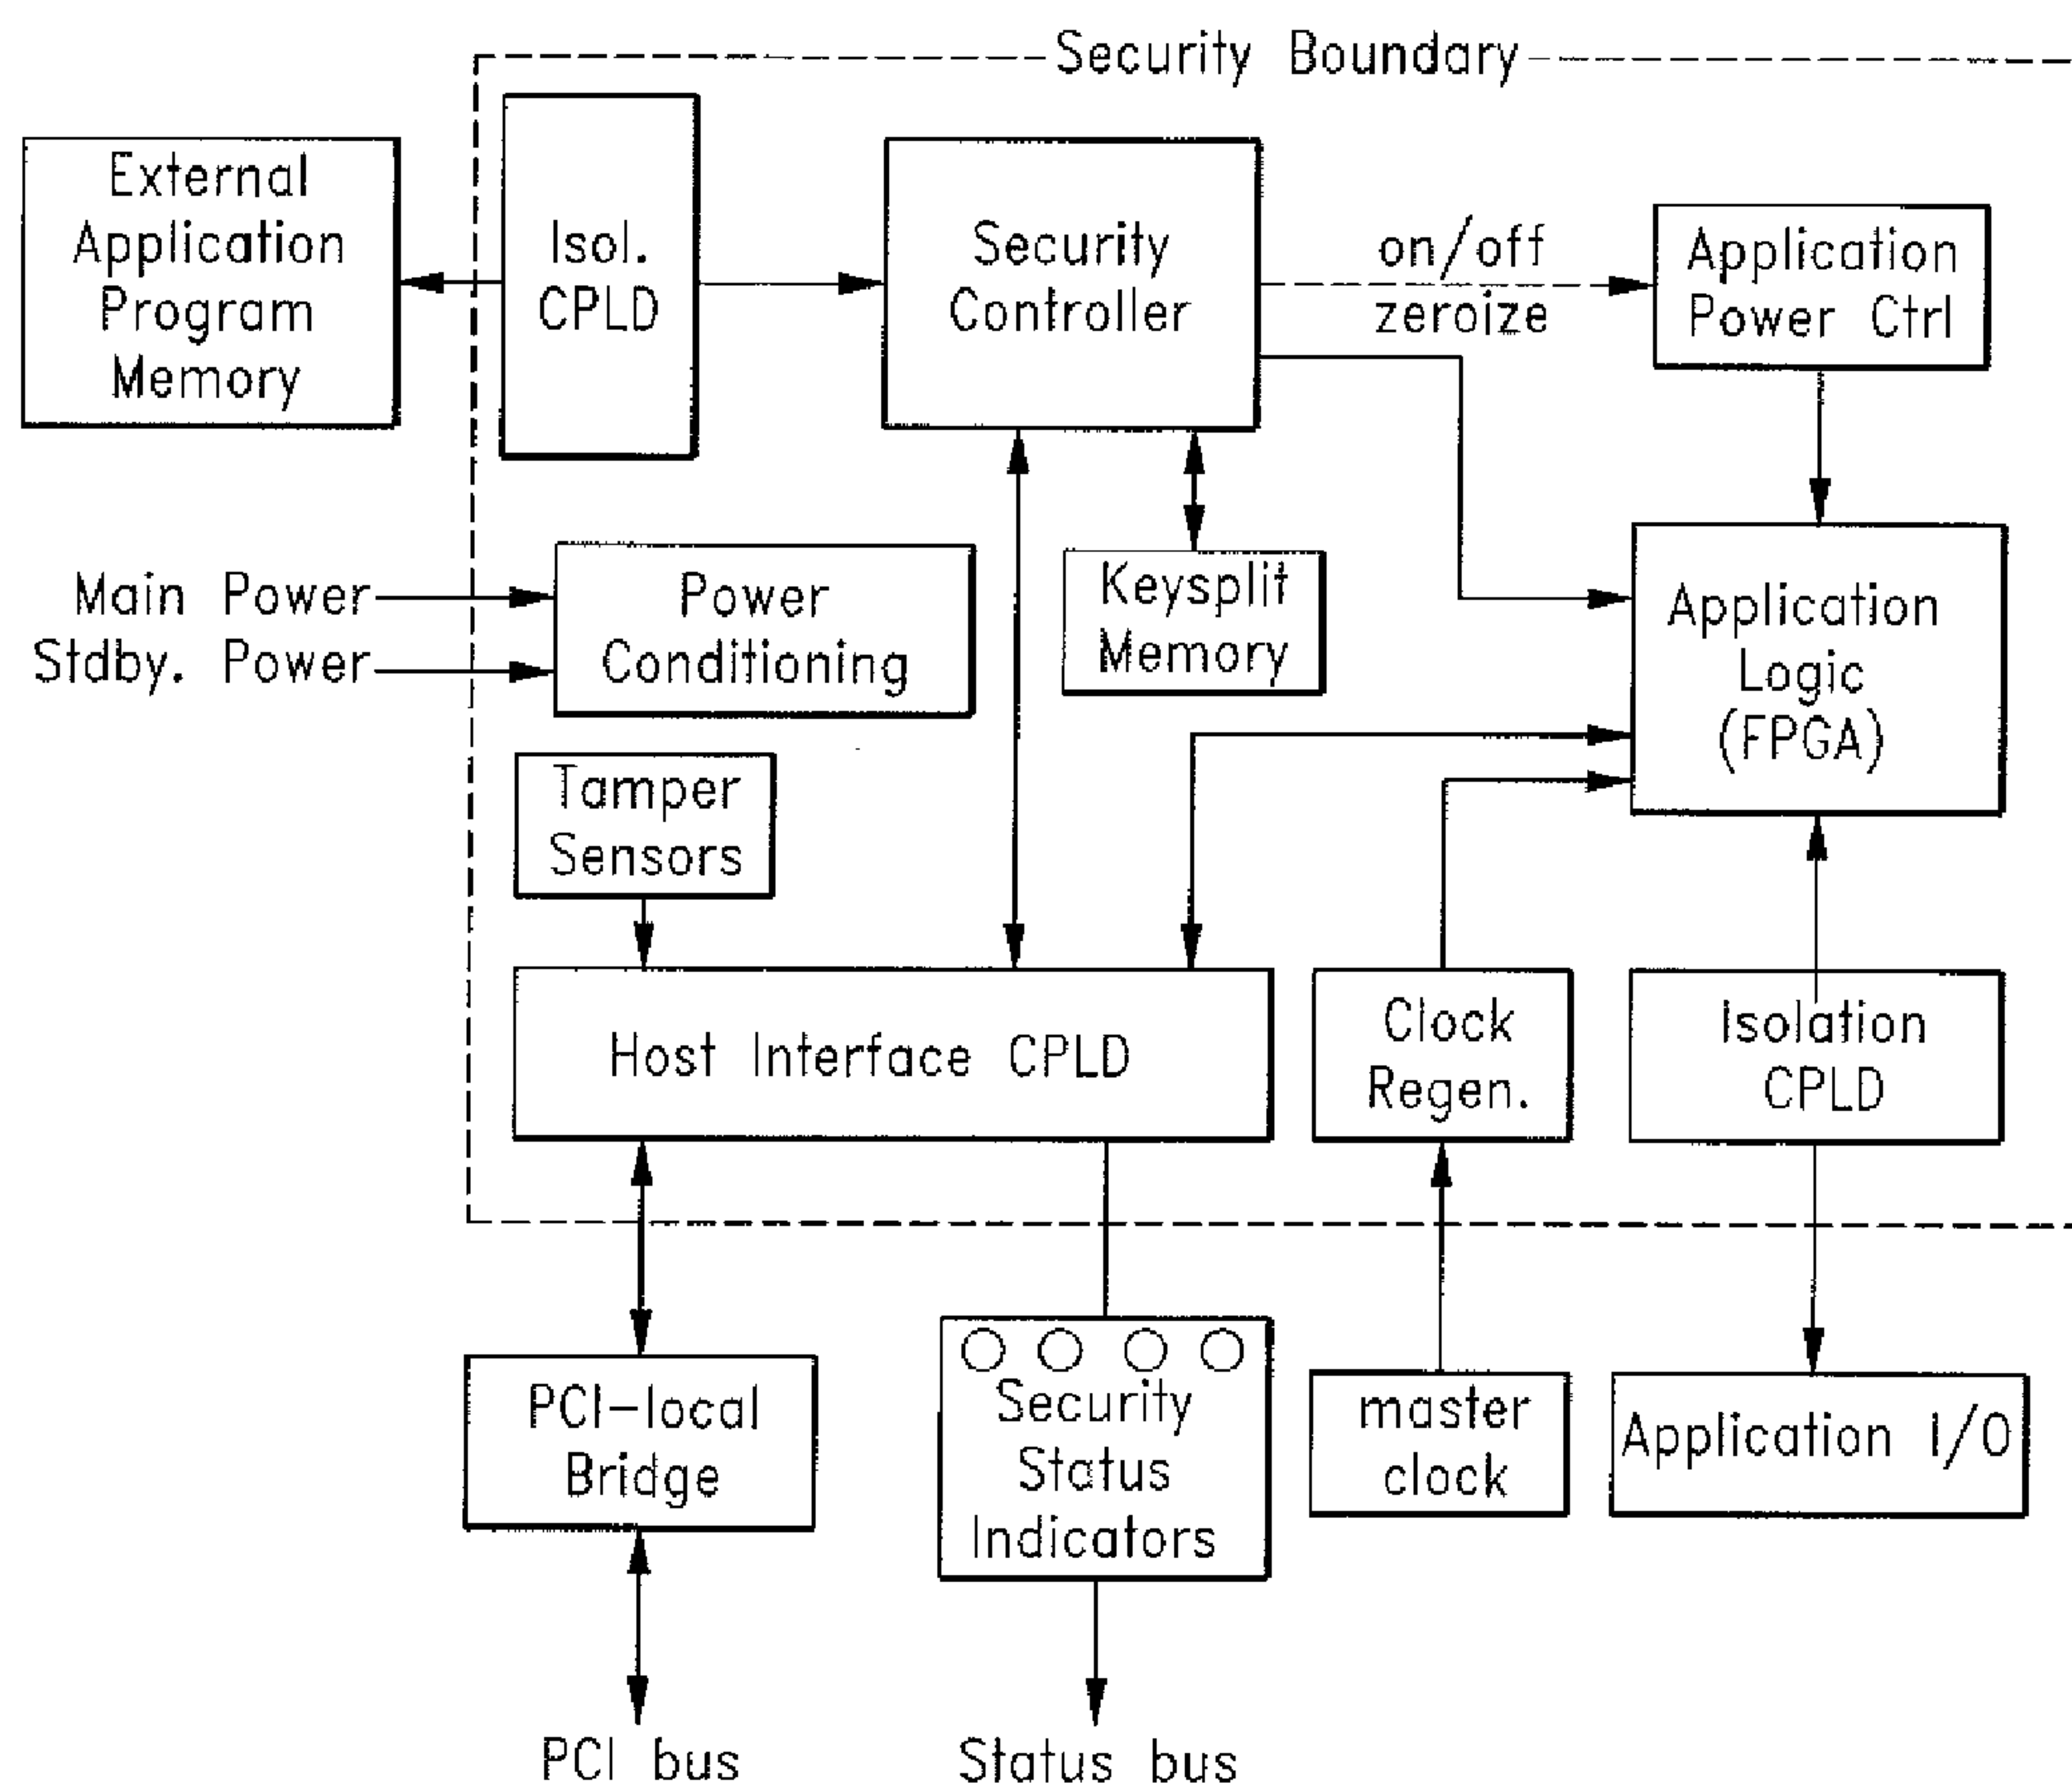 Security Boundary
External
Application
Program
Memory
Isol.
CPLD
Security
Controller
on/off
zeroize
Application
Power Ctrl
Main Power
Stdby. Power
Power
Conditioning
Keysplit
Memory
Application
Logic
(FPGA)
Tamper
Sensors
Host Interface CPLD
Clock
Regen.
Isolation
CPLD
PCI-local
Bridge
Security
Status
Indicators
master
clock
Application I/O
PCI bus
Status bus